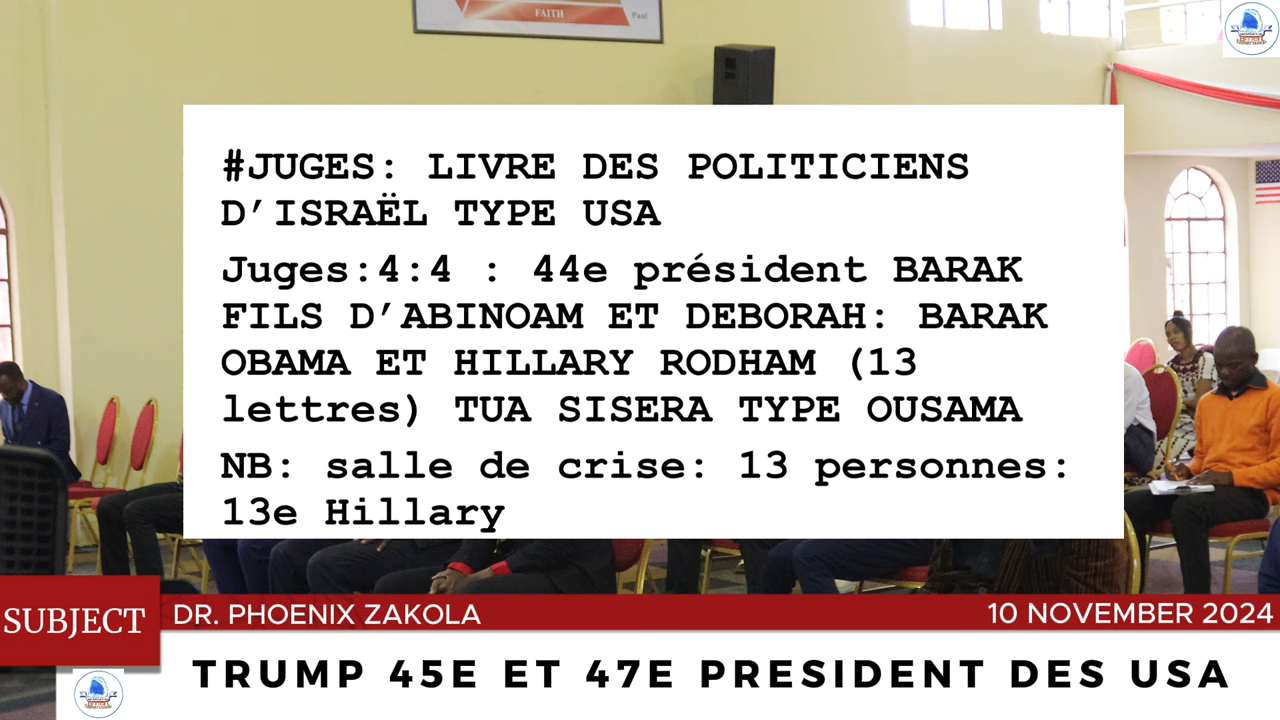 FAITH
Paul
#JUGES: LIVRE DES POLITICIENS
D’ISRAËL TYPE USA
Juges:4:4 : 44e président BARAK
FILS D’ABINOAM ET DEBORAH: BARAK
OBAMA ET HILLARY RODHAM (13
lettres) TUA SISERA TYPE OUSAMA
NB: salle de crise: 13 personnes:
13e Hillary
SUBJECT
DR. PHOENIX ZAKOLA
10 NOVEMBER 2024
TRUMP 45E ET 47E PRESIDENT DES USA